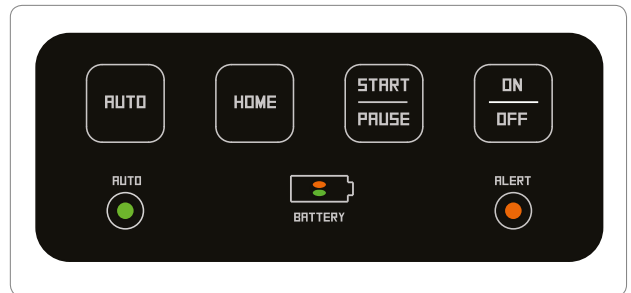 AUTO
HOME
START
PAUSE
ON
OFF
AUTO
BATTERY
ALERT